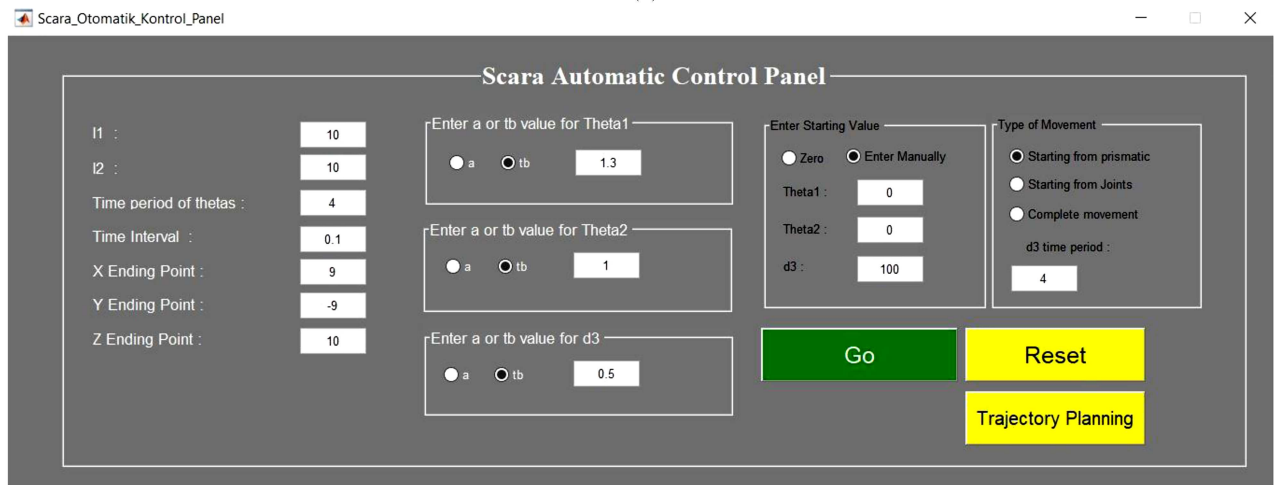 Scara_Otomatik_Kontrol_Panel
Scara Automatic Control Panel
l1 : 10
l2 : 10
Time period of thetas : 4
Time Interval : 0.1
X Ending Point : 9
Y Ending Point : -9
Z Ending Point : 10
Enter a or tb value for Theta1
a tb 1.3
Enter a or tb value for Theta2
a tb 1
Enter a or tb value for d3
a tb 0.5
Enter Starting Value
Zero Enter Manually
Theta1 : 0
Theta2 : 0
d3 : 100
Type of Movement
Starting from prismatic
Starting from Joints
Complete movement
d3 time period :
4
Go
Reset
Trajectory Planning